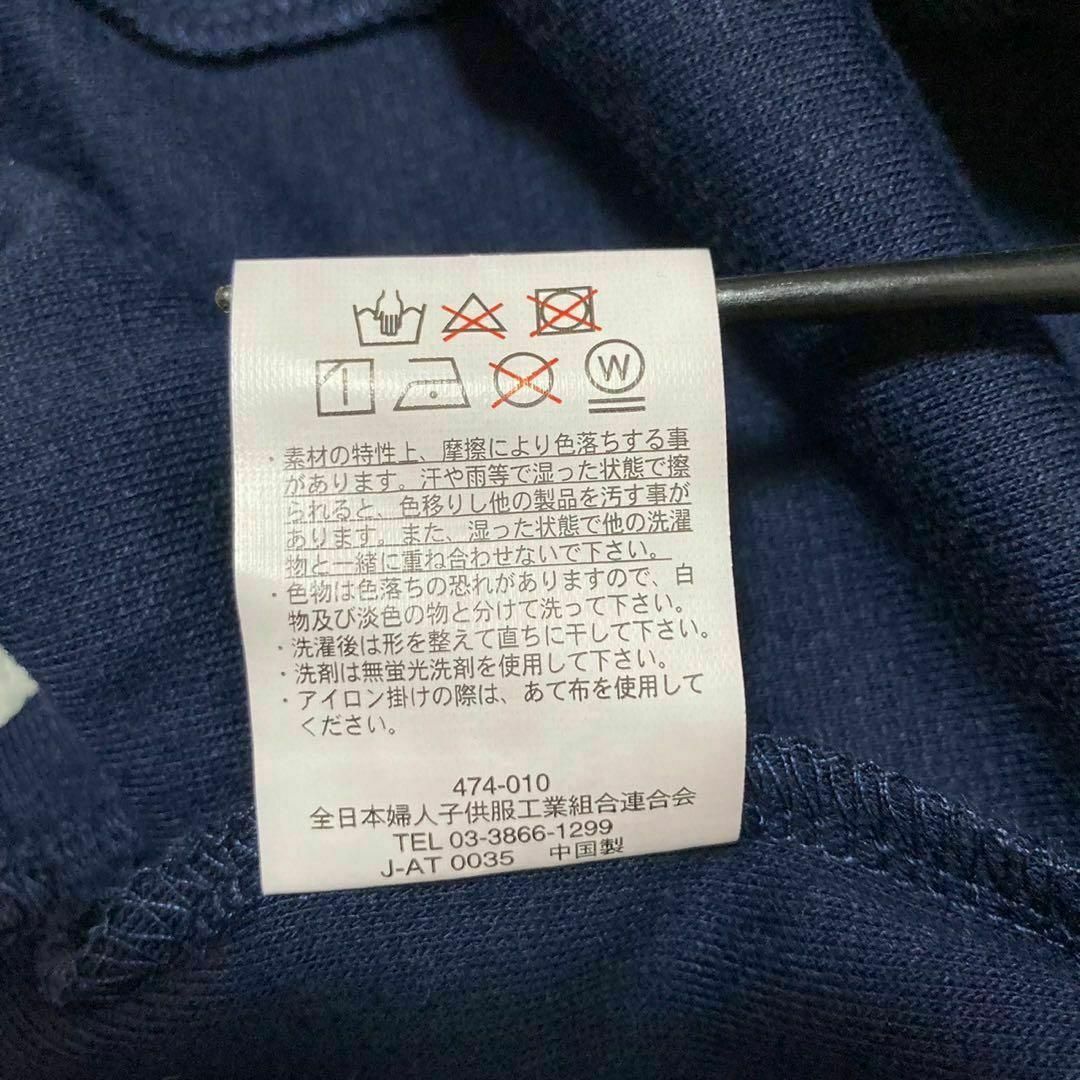 W
・素材の特性上、摩擦により色落ちする事
があります。汗や雨等で湿った状態で擦
られると、色移りし他の製品を汚す事が
あります。また、湿った状態で他の洗濯
物と一緒に重ね合わせないで下さい。
・色物は色落ちの恐れがありますので、白
物及び淡色の物と分けて洗って下さい。
・洗濯後は形を整えて直ちに干して下さい。
・洗剤は無蛍光洗剤を使用して下さい。
・アイロン掛けの際は、あて布を使用して
ください。
474-010
全日本婦人子供服工業組合連合会
TEL 03-3866-1299
J-AT 0035 中国製